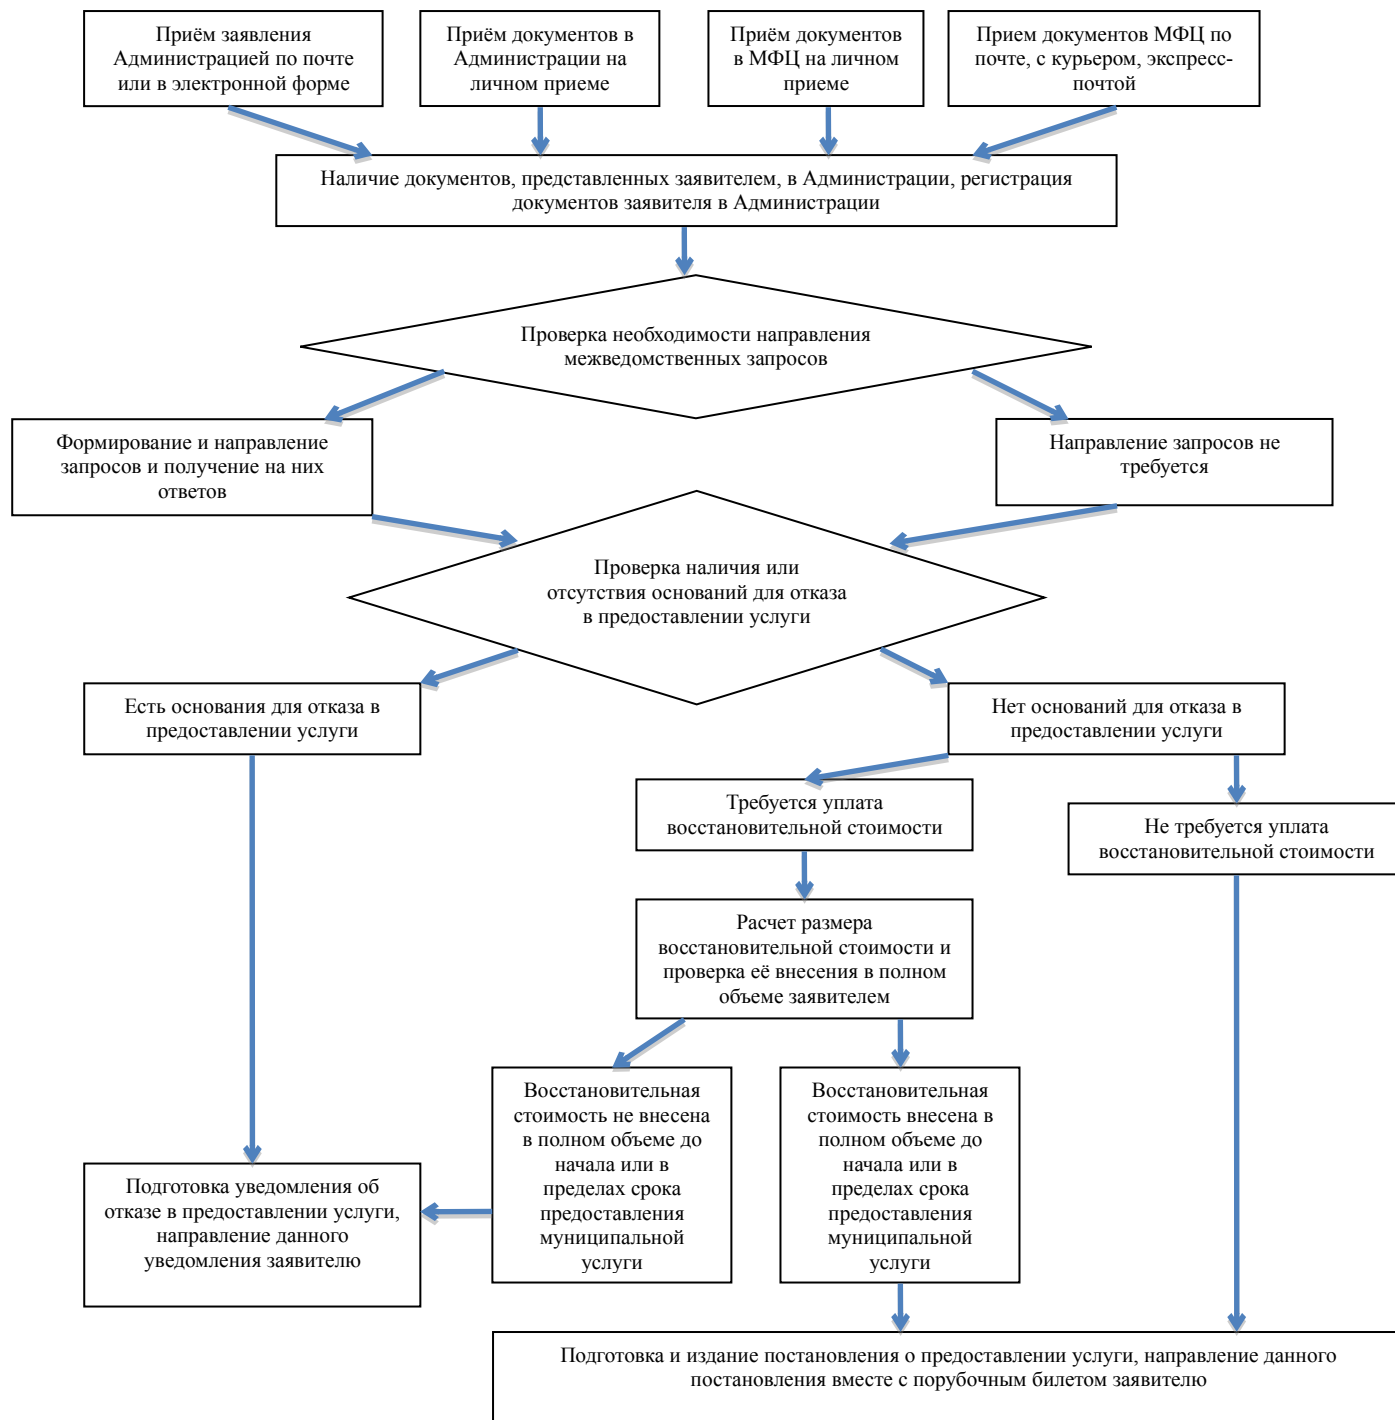 Приём заявления
Администрацией по почте
или в электронной форме
Приём документов в
Администрации на
личном приеме
Приём документов
в МФЦ на личном
приеме
Прием документов МФЦ по
почте, с курьером, экспресс-
почтой
Наличие документов, представленных заявителем, в Администрации, регистрация
документов заявителя в Администрации
Проверка необходимости направления
межведомственных запросов
Формирование и направление
запросов и получение на них
ответов
Направление запросов не
требуется
Проверка наличия или
отсутствия оснований для отказа
в предоставлении услуги
Есть основания для отказа в
предоставлении услуги
Нет оснований для отказа в
предоставлении услуги
Требуется уплата
восстановительной стоимости
Не требуется уплата
восстановительной стоимости
Расчет размера
восстановительной стоимости и
проверка её внесения в полном
объеме заявителем
Восстановительная
стоимость не внесена
в полном объеме до
начала или в
пределах срока
предоставления
муниципальной
услуги
Восстановительная
стоимость внесена в
полном объеме до
начала или в
пределах срока
предоставления
муниципальной
услуги
Подготовка уведомления об
отказе в предоставлении услуги,
направление данного
уведомления заявителю
Подготовка и издание постановления о предоставлении услуги, направление данного
постановления вместе с порубочным билетом заявителю